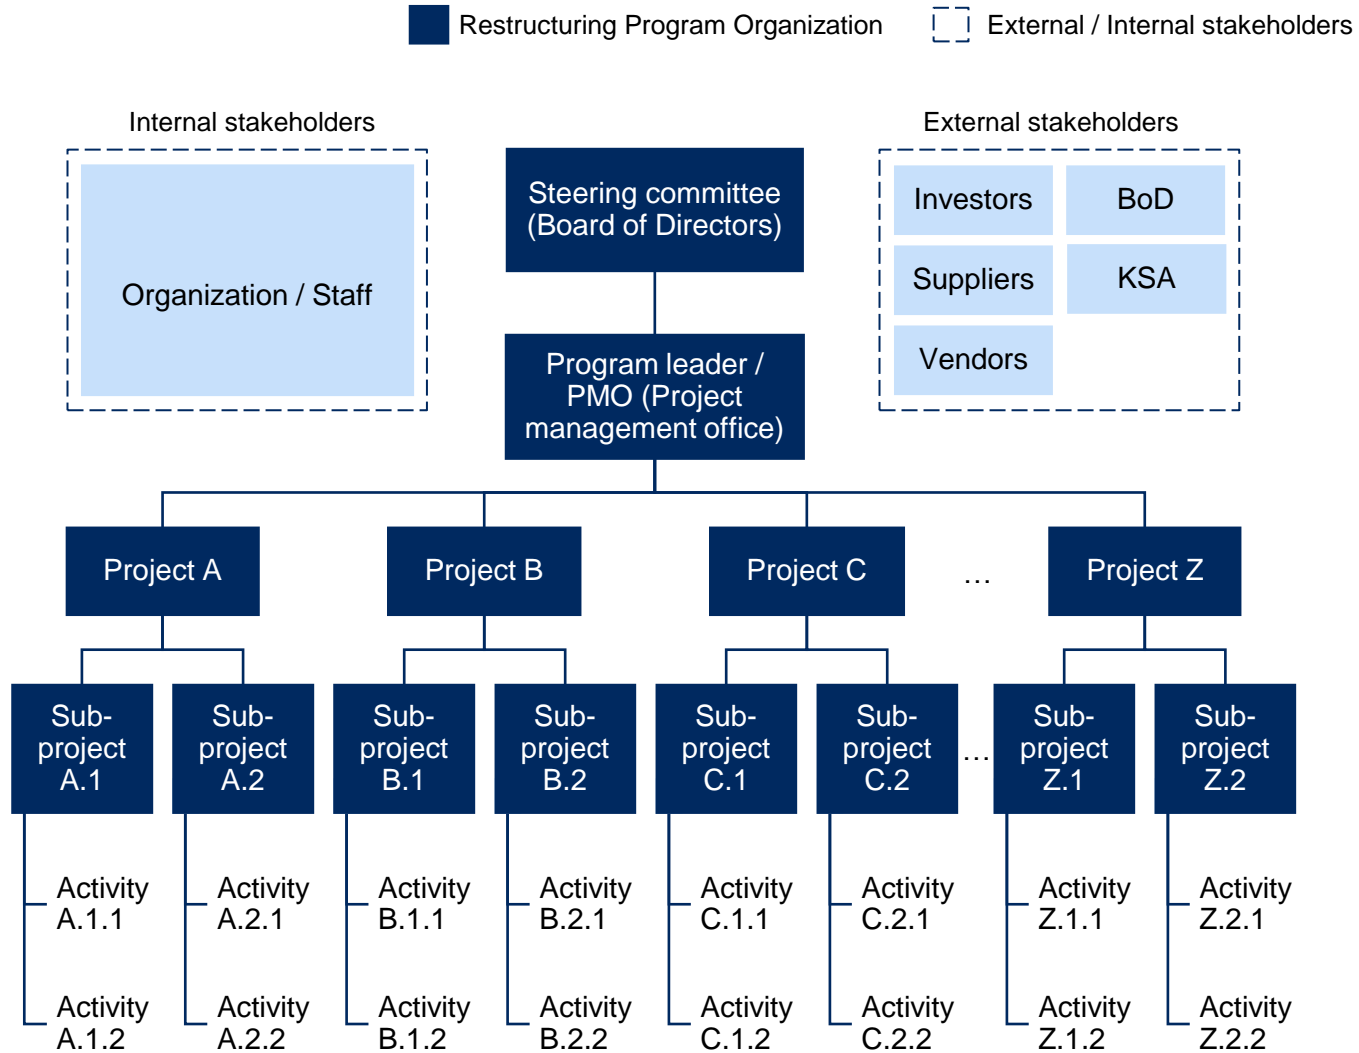 Restructuring Program Organization
External / Internal stakeholders
Internal stakeholders
External stakeholders
Organization / Staff
Steering committee
(Board of Directors)
Investors
BoD
Suppliers
KSA
Vendors
Program leader /
PMO (Project
management office)
Project A
Project B
Project C
...
Project Z
Sub-
project
A.1
Sub-
project
A.2
Sub-
project
B.1
Sub-
project
B.2
Sub-
project
C.1
Sub-
project
C.2
...
Sub-
project
Z.1
Sub-
project
Z.2
Activity
A.1.1
Activity
A.2.1
Activity
B.1.1
Activity
B.2.1
Activity
C.1.1
Activity
C.2.1
Activity
Z.1.1
Activity
Z.2.1
Activity
A.1.2
Activity
A.2.2
Activity
B.1.2
Activity
B.2.2
Activity
C.1.2
Activity
C.2.2
Activity
Z.1.2
Activity
Z.2.2